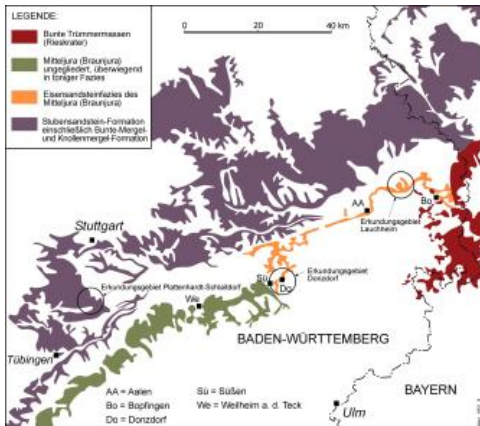 LEGENDE:
Bunte Trümmermassen
(Rieskrater)
Mitteljura (Braunjura)
ungegliedert, überwiegend
in toniger Fazies
Eisensandsteinfazies des
Mitteljura (Braunjura)
Stubensandstein-Formation
einschließlich Bunte-Mergel-
und Knollenmergel-Formation
0 20 40 km
Stuttgart
AA
Bo
Erkundungsgebiet
Lauchheim
Erkundungsgebiet Plattenhardt-Schlaitdorf
Sü
Do
Erkundungsgebiet
Donzdorf
We
Tübingen
BADEN-WÜRTTEMBERG
BAYERN
Ulm
AA = Aalen
Bo = Bopfingen
Do = Donzdorf
Sü = Süßen
We = Weilheim a. d. Teck